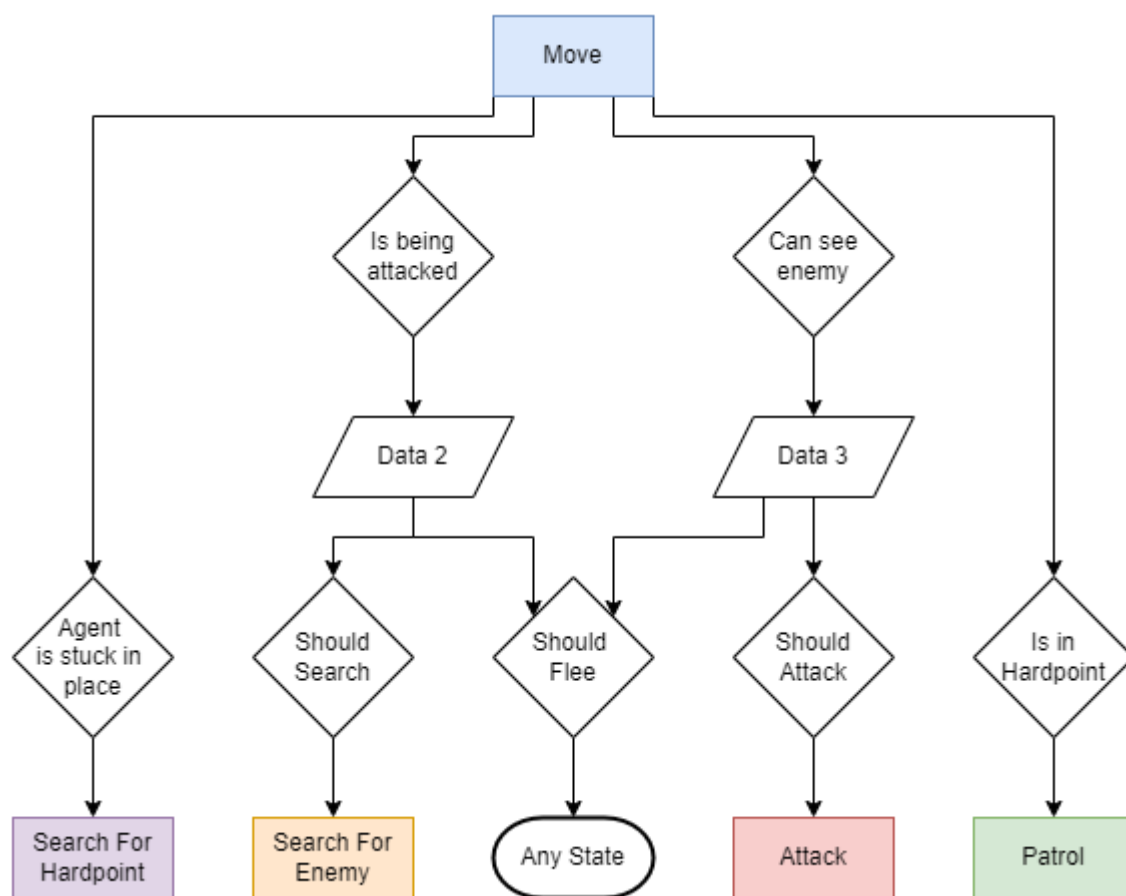 Move
Is being
attacked
Can see
enemy
Data 2
Data 3
Agent
is stuck in
place
Should
Search
Should
Flee
Should
Attack
Is in
Hardpoint
Search For
Hardpoint
Search For
Enemy
Any State
Attack
Patrol